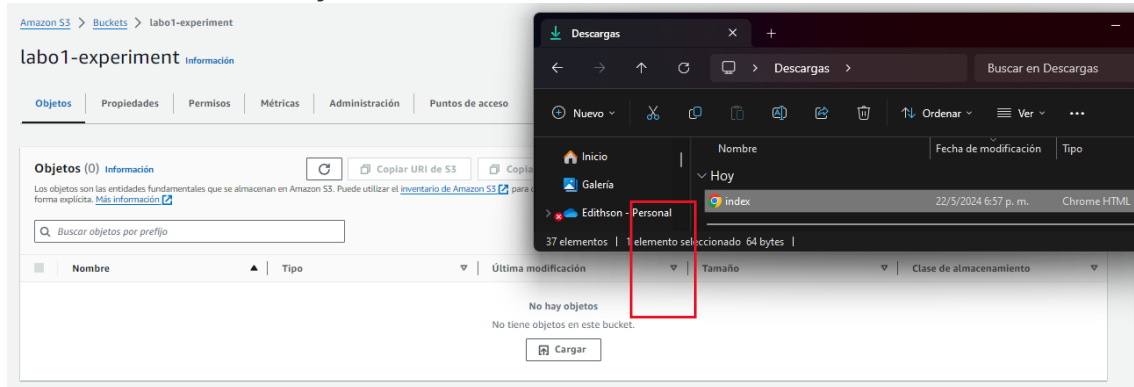 Amazon S3 > Buckets > labo1-experiment
labo1-experiment Información
Objetos Propiedades Permisos Métricas Administración Puntos de acceso
Objetos (0) Información
Copiar URI de S3
Los objetos son las entidades fundamentales que se almacenan en Amazon S3. Puede utilizar el inventario de Amazon S3 para
forma explícita. Más información
Buscar objetos por prefijo
Nombre Tipo Última modificación Tamaño Clase de almacenamiento
No hay objetos
No tiene objetos en este bucket.
Cargar
Descargas
Descargas
Buscar en Descargas
Nuevo Ordenar Ver
Inicio
Galería
Edithson - Personal
Nombre Fecha de modificación Tipo
Hoy
index 22/5/2024 6:57 p. m. Chrome HTML
37 elementos | 1 elemento seleccionado 64 bytes |